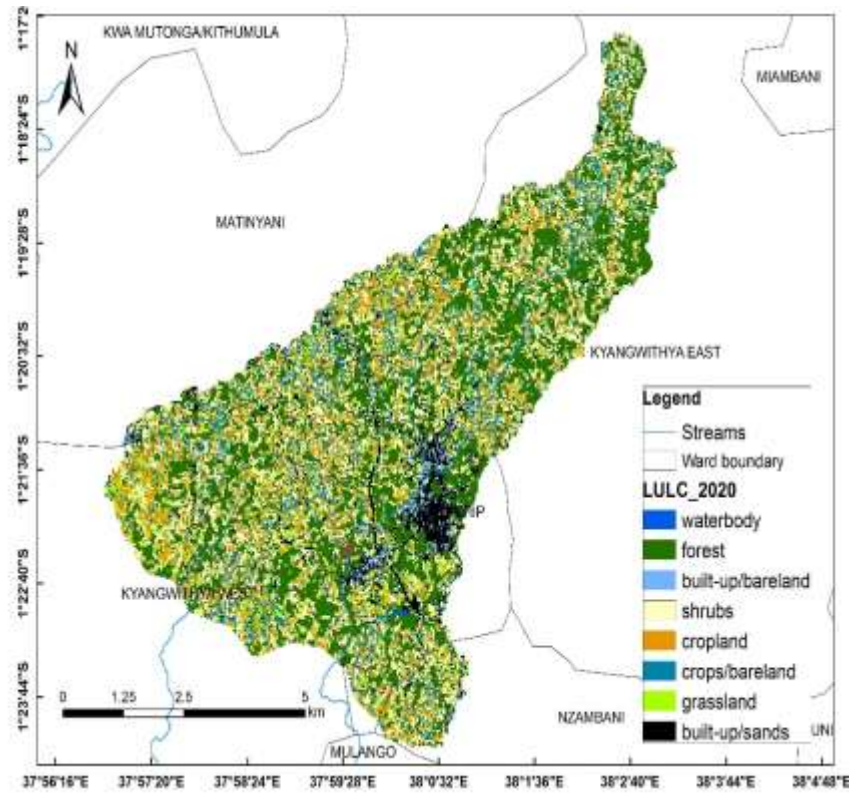 1°17'2
KWA MUTONGA/KITHUMULA
N
MIAMBANI
1°18'24"S
MATINYANI
1°19'28"S
1°20'32"S
KYANGWITHYA EAST
Legend
Streams
Ward boundary
LULC_2020
waterbody
forest
built-up/bareland
shrubs
cropland
crops/bareland
grassland
built-up/sands
1°21'36"S
1°22'40"S
1°23'44"S
0 1.25 2.5 5
km
NZAMBANI
UNI
MULANGO
37°56'16"E 37°57'20"E 37°58'24"E 37°59'28"E 38°0'32"E 38°1'36"E 38°2'40"E 38°3'44"E 38°4'48"E